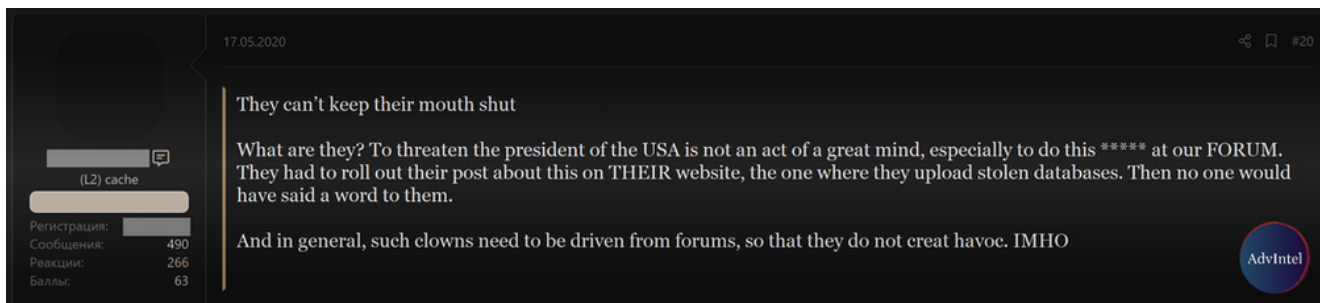 17.05.2020
#20
They can’t keep their mouth shut
What are they? To threaten the president of the USA is not an act of a great mind, especially to do this ***** at our FORUM.
They had to roll out their post about this on THEIR website, the one where they upload stolen databases. Then no one would
have said a word to them.
And in general, such clowns need to be driven from forums, so that they do not creat havoc. IMHO
(L2) cache
Регистрация:
Сообщения: 490
Реакции: 266
Баллы: 63
AdvIntel